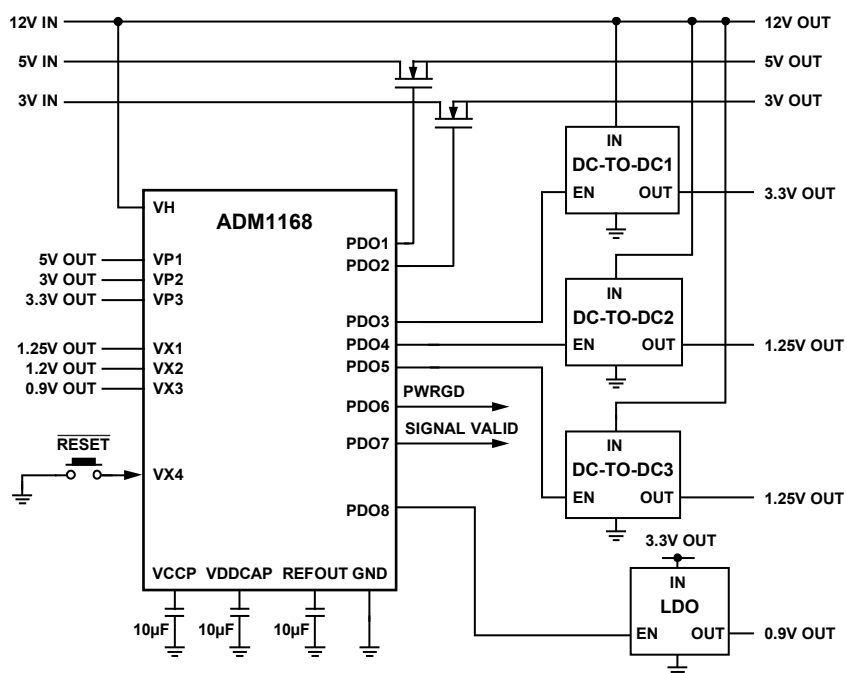 12V IN
12V OUT
5V IN
5V OUT
3V IN
3V OUT
IN
DC-TO-DC1
EN OUT
3.3V OUT
ADM1168
VH
PDO1
PDO2
5V OUT VP1
3V OUT VP2
3.3V OUT VP3
1.25V OUT VX1
1.2V OUT VX2
0.9V OUT VX3
PDO3
PDO4
PDO5
IN
DC-TO-DC2
EN OUT
1.25V OUT
PDO6 PWRGD
PDO7 SIGNAL VALID
RESET
VX4
IN
DC-TO-DC3
EN OUT
1.25V OUT
PDO8
3.3V OUT
IN
LDO
EN OUT
0.9V OUT
VCCP VDDCAP REFOUT GND
10µF 10µF 10µF